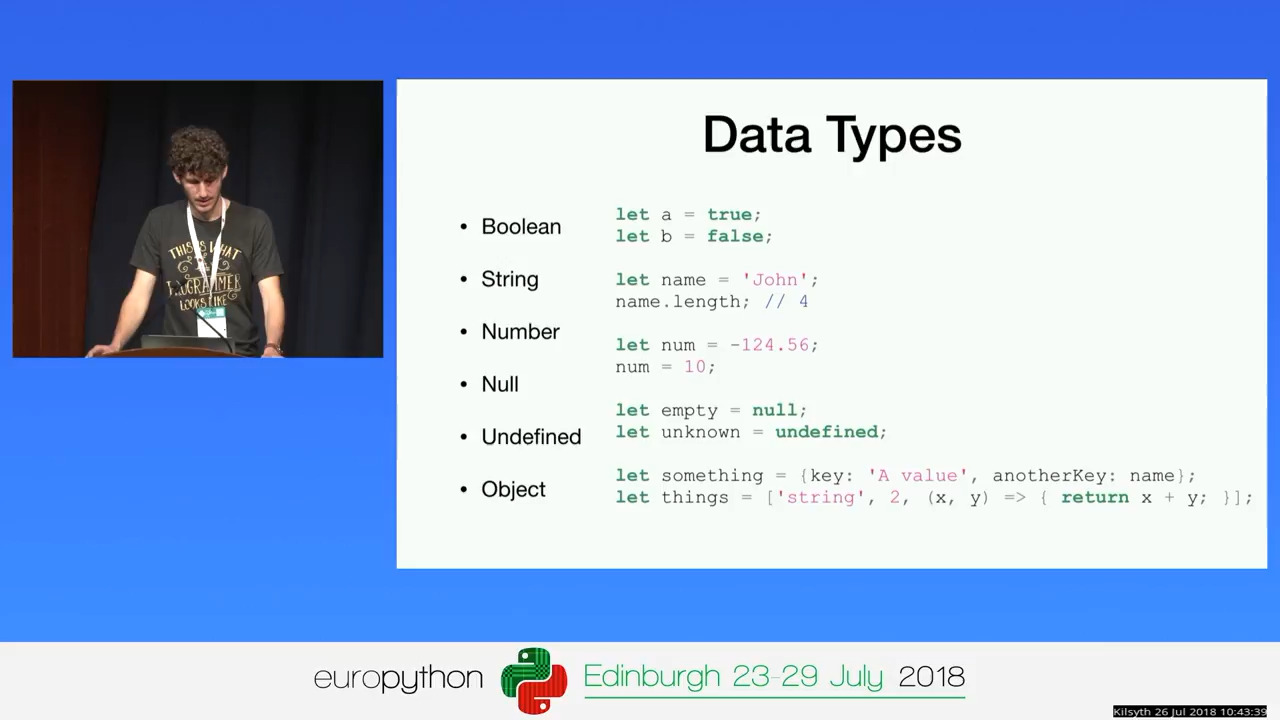 THIS IS WHAT
A
PROGRAMMER
LOOKS LIKE
Data Types
• Boolean
• String
• Number
• Null
• Undefined
• Object
let a = true;
let b = false;
let name = 'John';
name.length; // 4
let num = -124.56;
num = 10;
let empty = null;
let unknown = undefined;
let something = {key: 'A value', anotherKey: name};
let things = ['string', 2, (x, y) => { return x + y; }];
europython Edinburgh 23-29 July 2018
Kilsyth 26 Jul 2018 10:43:39